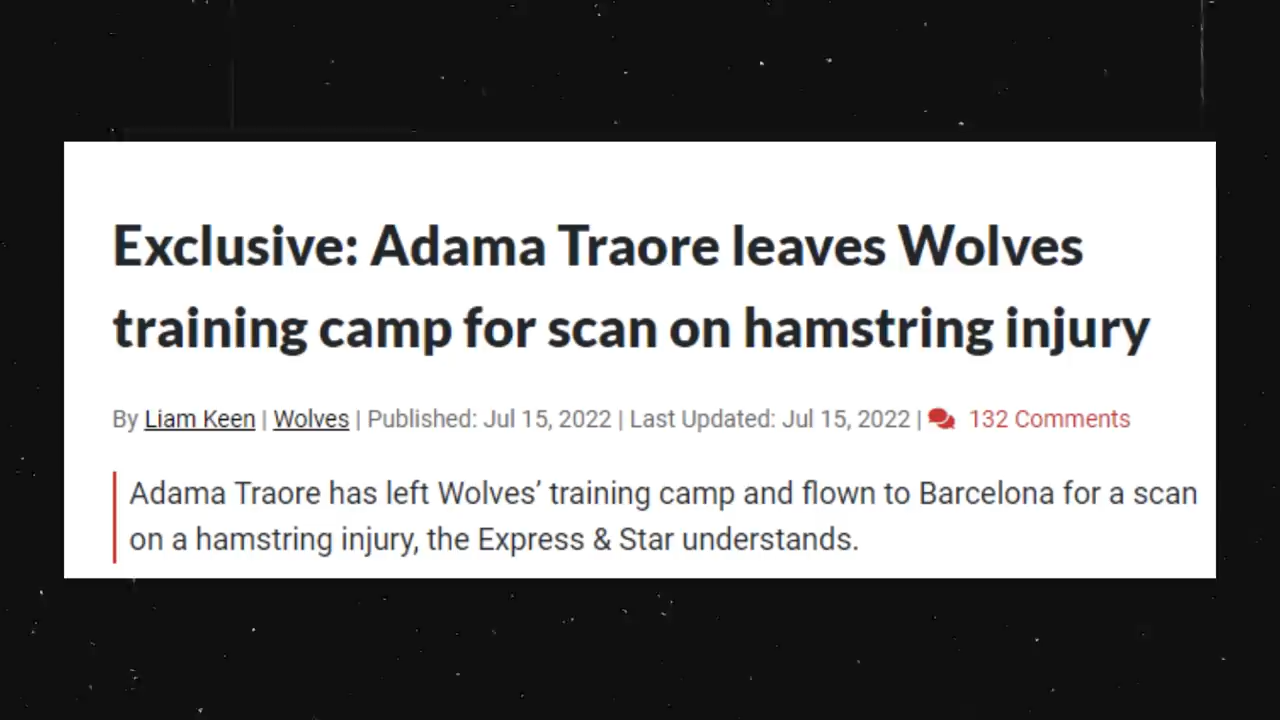 Exclusive: Adama Traore leaves Wolves
training camp for scan on hamstring injury
By Liam Keen | Wolves | Published: Jul 15, 2022 | Last Updated: Jul 15, 2022 | 132 Comments
Adama Traore has left Wolves’ training camp and flown to Barcelona for a scan
on a hamstring injury, the Express & Star understands.